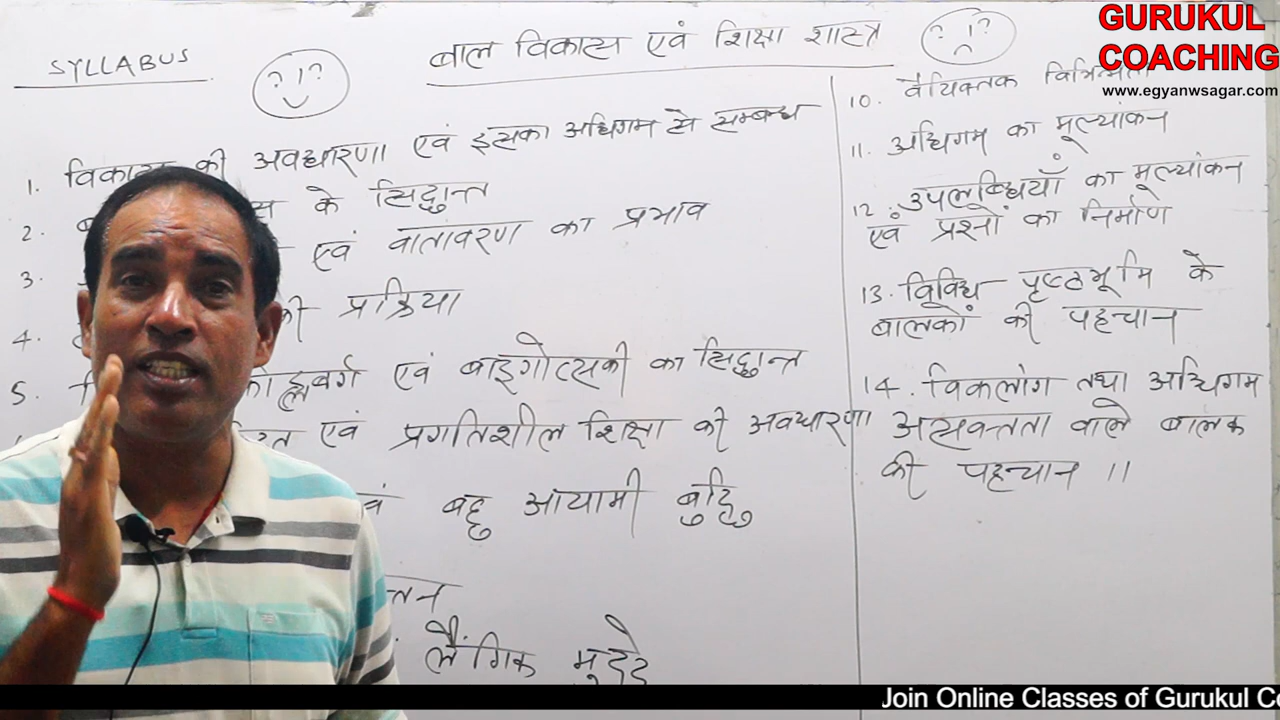 SYLLABUS
बाल विकास एवं शिक्षा शास्त्र
GURUKUL
COACHING
www.egyanwsagar.com
1. विकास की अवधारणा एवं इसका अधिगम से सम्बन्ध
2. के सिद्धान्त
3. एवं वातावरण का प्रभाव
4. की प्रक्रिया
5. कोह्लबर्ग एवं बाइगोत्सकी का सिद्धान्त
एवं प्रगतिशील शिक्षा की अवधारणा
बहु आयामी बुद्धि
लैंगिक मुददे
10. वैयक्तिक
11. अधिगम का मूल्यांकन
12. उपलब्धियाँ का मूल्यांकन
एवं प्रश्नों का निर्माण
13. विविध पृष्ठभूमि के
बालकों की पहचान
14. विकलांग तथा अधिगम
वाले बालक
की पहचान ॥
Join Online Classes of Gurukul